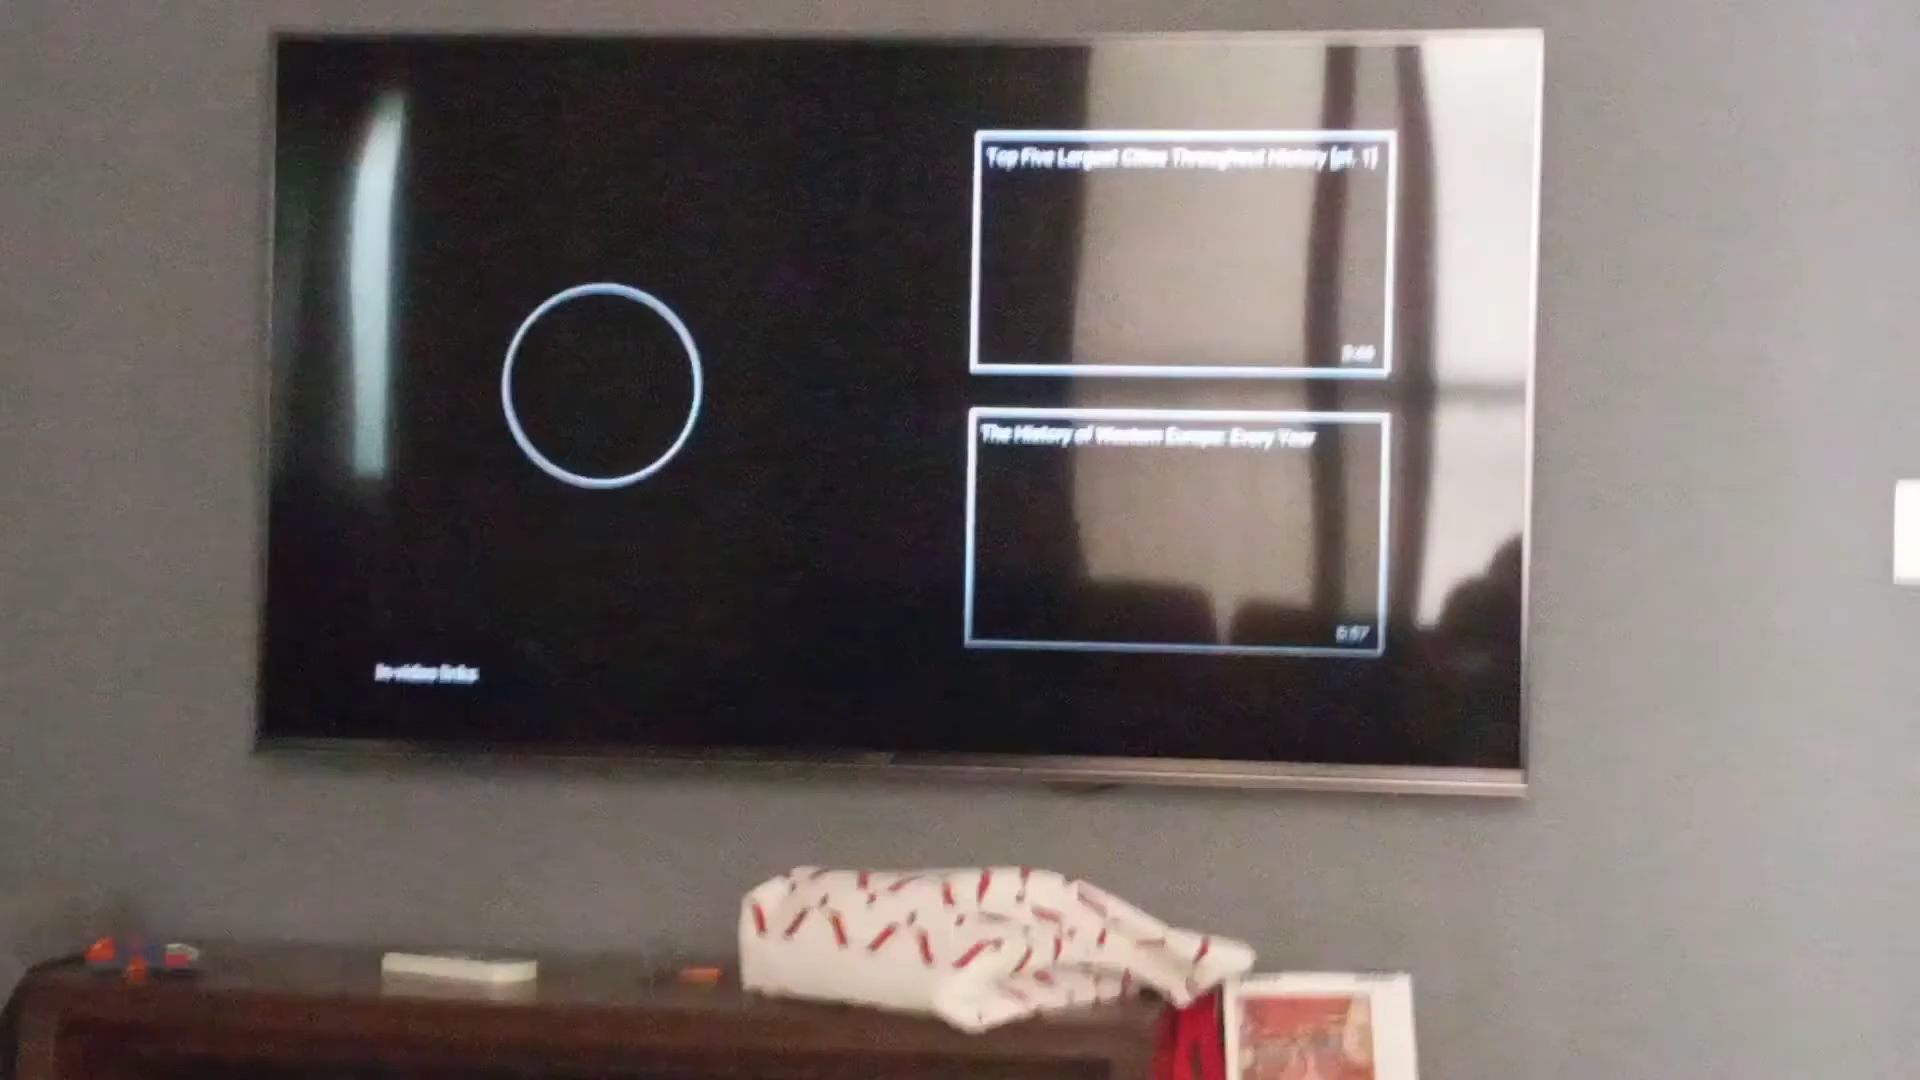 Top Five Largest Cities Throughout History [pt. 1]
The History of Western Europe: Every Year
In-video links